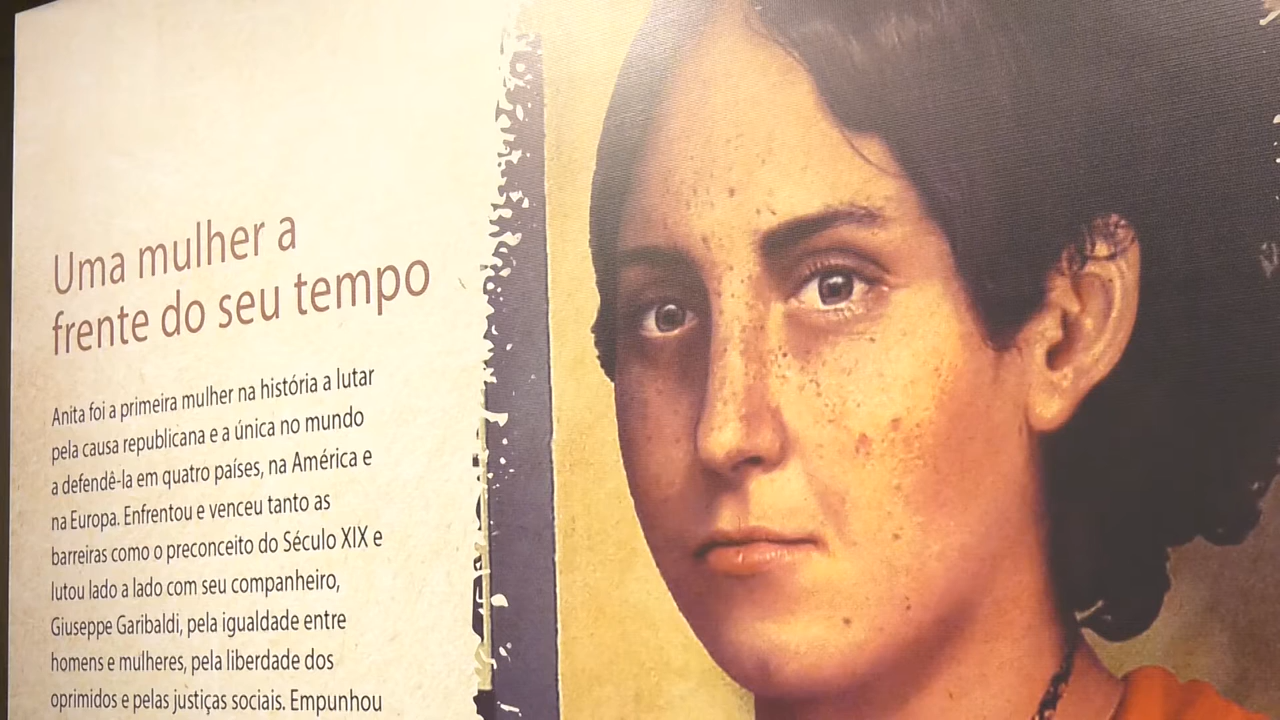 Uma mulher a
frente do seu tempo
Anita foi a primeira mulher na história a lutar
pela causa republicana e a única no mundo
a defendê-la em quatro países, na América e
na Europa. Enfrentou e venceu tanto as
barreiras como o preconceito do Século XIX e
lutou lado a lado com seu companheiro,
Giuseppe Garibaldi, pela igualdade entre
homens e mulheres, pela liberdade dos
oprimidos e pelas justiças sociais. Empunhou